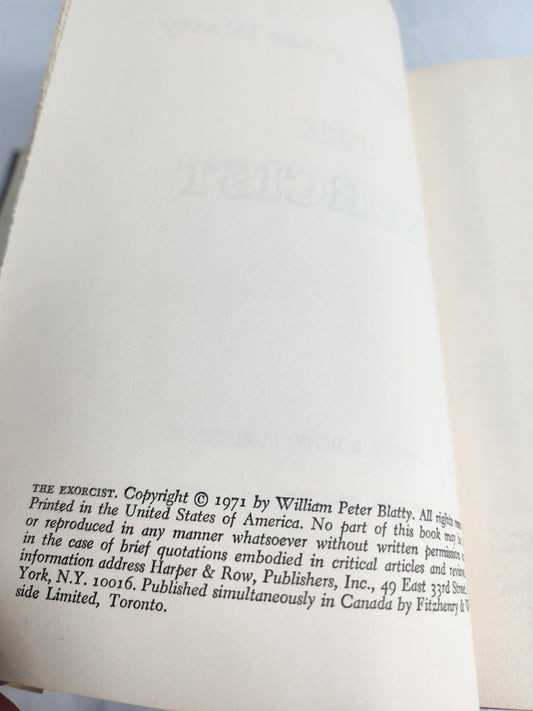 THE EXORCIST. Copyright © 1971 by William Peter Blatty. All rights
Printed in the United States of America. No part of this book may
or reproduced in any manner whatsoever without written permission
in the case of brief quotations embodied in critical articles and
information address Harper & Row, Publishers, Inc., 49 East 33rd Street,
York, N.Y. 10016. Published simultaneously in Canada by Fitzhenry &
side Limited, Toronto.